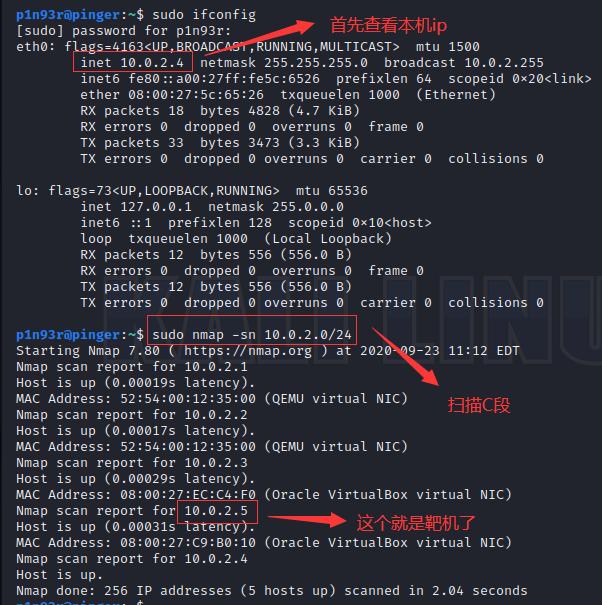 p1n93r@pinger:~$ sudo ifconfig
首先查看本机ip
[sudo] password for p1n93r:
eth0: flags=4163<UP,BROADCAST,RUNNING,MULTICAST>  mtu 1500
inet 10.0.2.4  netmask 255.255.255.0  broadcast 10.0.2.255
inet6 fe80::a00:27ff:fe5c:6526  prefixlen 64  scopeid 0×20<link>
ether 08:00:27:5c:65:26  txqueuelen 1000  (Ethernet)
RX packets 18  bytes 4828 (4.7 KiB)
RX errors 0  dropped 0  overruns 0  frame 0
TX packets 33  bytes 3473 (3.3 KiB)
TX errors 0  dropped 0 overruns 0  carrier 0  collisions 0
lo: flags=73<UP,LOOPBACK,RUNNING>  mtu 65536
inet 127.0.0.1  netmask 255.0.0.0
inet6 ::1  prefixlen 128  scopeid 0×10<host>
loop  txqueuelen 1000  (Local Loopback)
RX packets 12  bytes 556 (556.0 B)
RX errors 0  dropped 0  overruns 0  frame 0
TX packets 12  bytes 556 (556.0 B)
TX errors 0  dropped 0 overruns 0  carrier 0  collisions 0
KALI LINU
p1n93r@pinger:~$ sudo nmap -sn 10.0.2.0/24
Starting Nmap 7.80 ( https://nmap.org ) at 2020-09-23 11:12 EDT
Nmap scan report for 10.0.2.1
Host is up (0.00019s latency).
MAC Address: 52:54:00:12:35:00 (QEMU virtual NIC)
扫描C段
Nmap scan report for 10.0.2.2
Host is up (0.00017s latency).
MAC Address: 52:54:00:12:35:00 (QEMU virtual NIC)
Nmap scan report for 10.0.2.3
Host is up (0.00029s latency).
MAC Address: 08:00:27:EC:C4:F0 (Oracle VirtualBox virtual NIC)
Nmap scan report for 10.0.2.5
这个就是靶机了
Host is up (0.00031s latency).
MAC Address: 08:00:27:C9:B0:10 (Oracle VirtualBox virtual NIC)
Nmap scan report for 10.0.2.4
Host is up.
Nmap done: 256 IP addresses (5 hosts up) scanned in 2.04 seconds